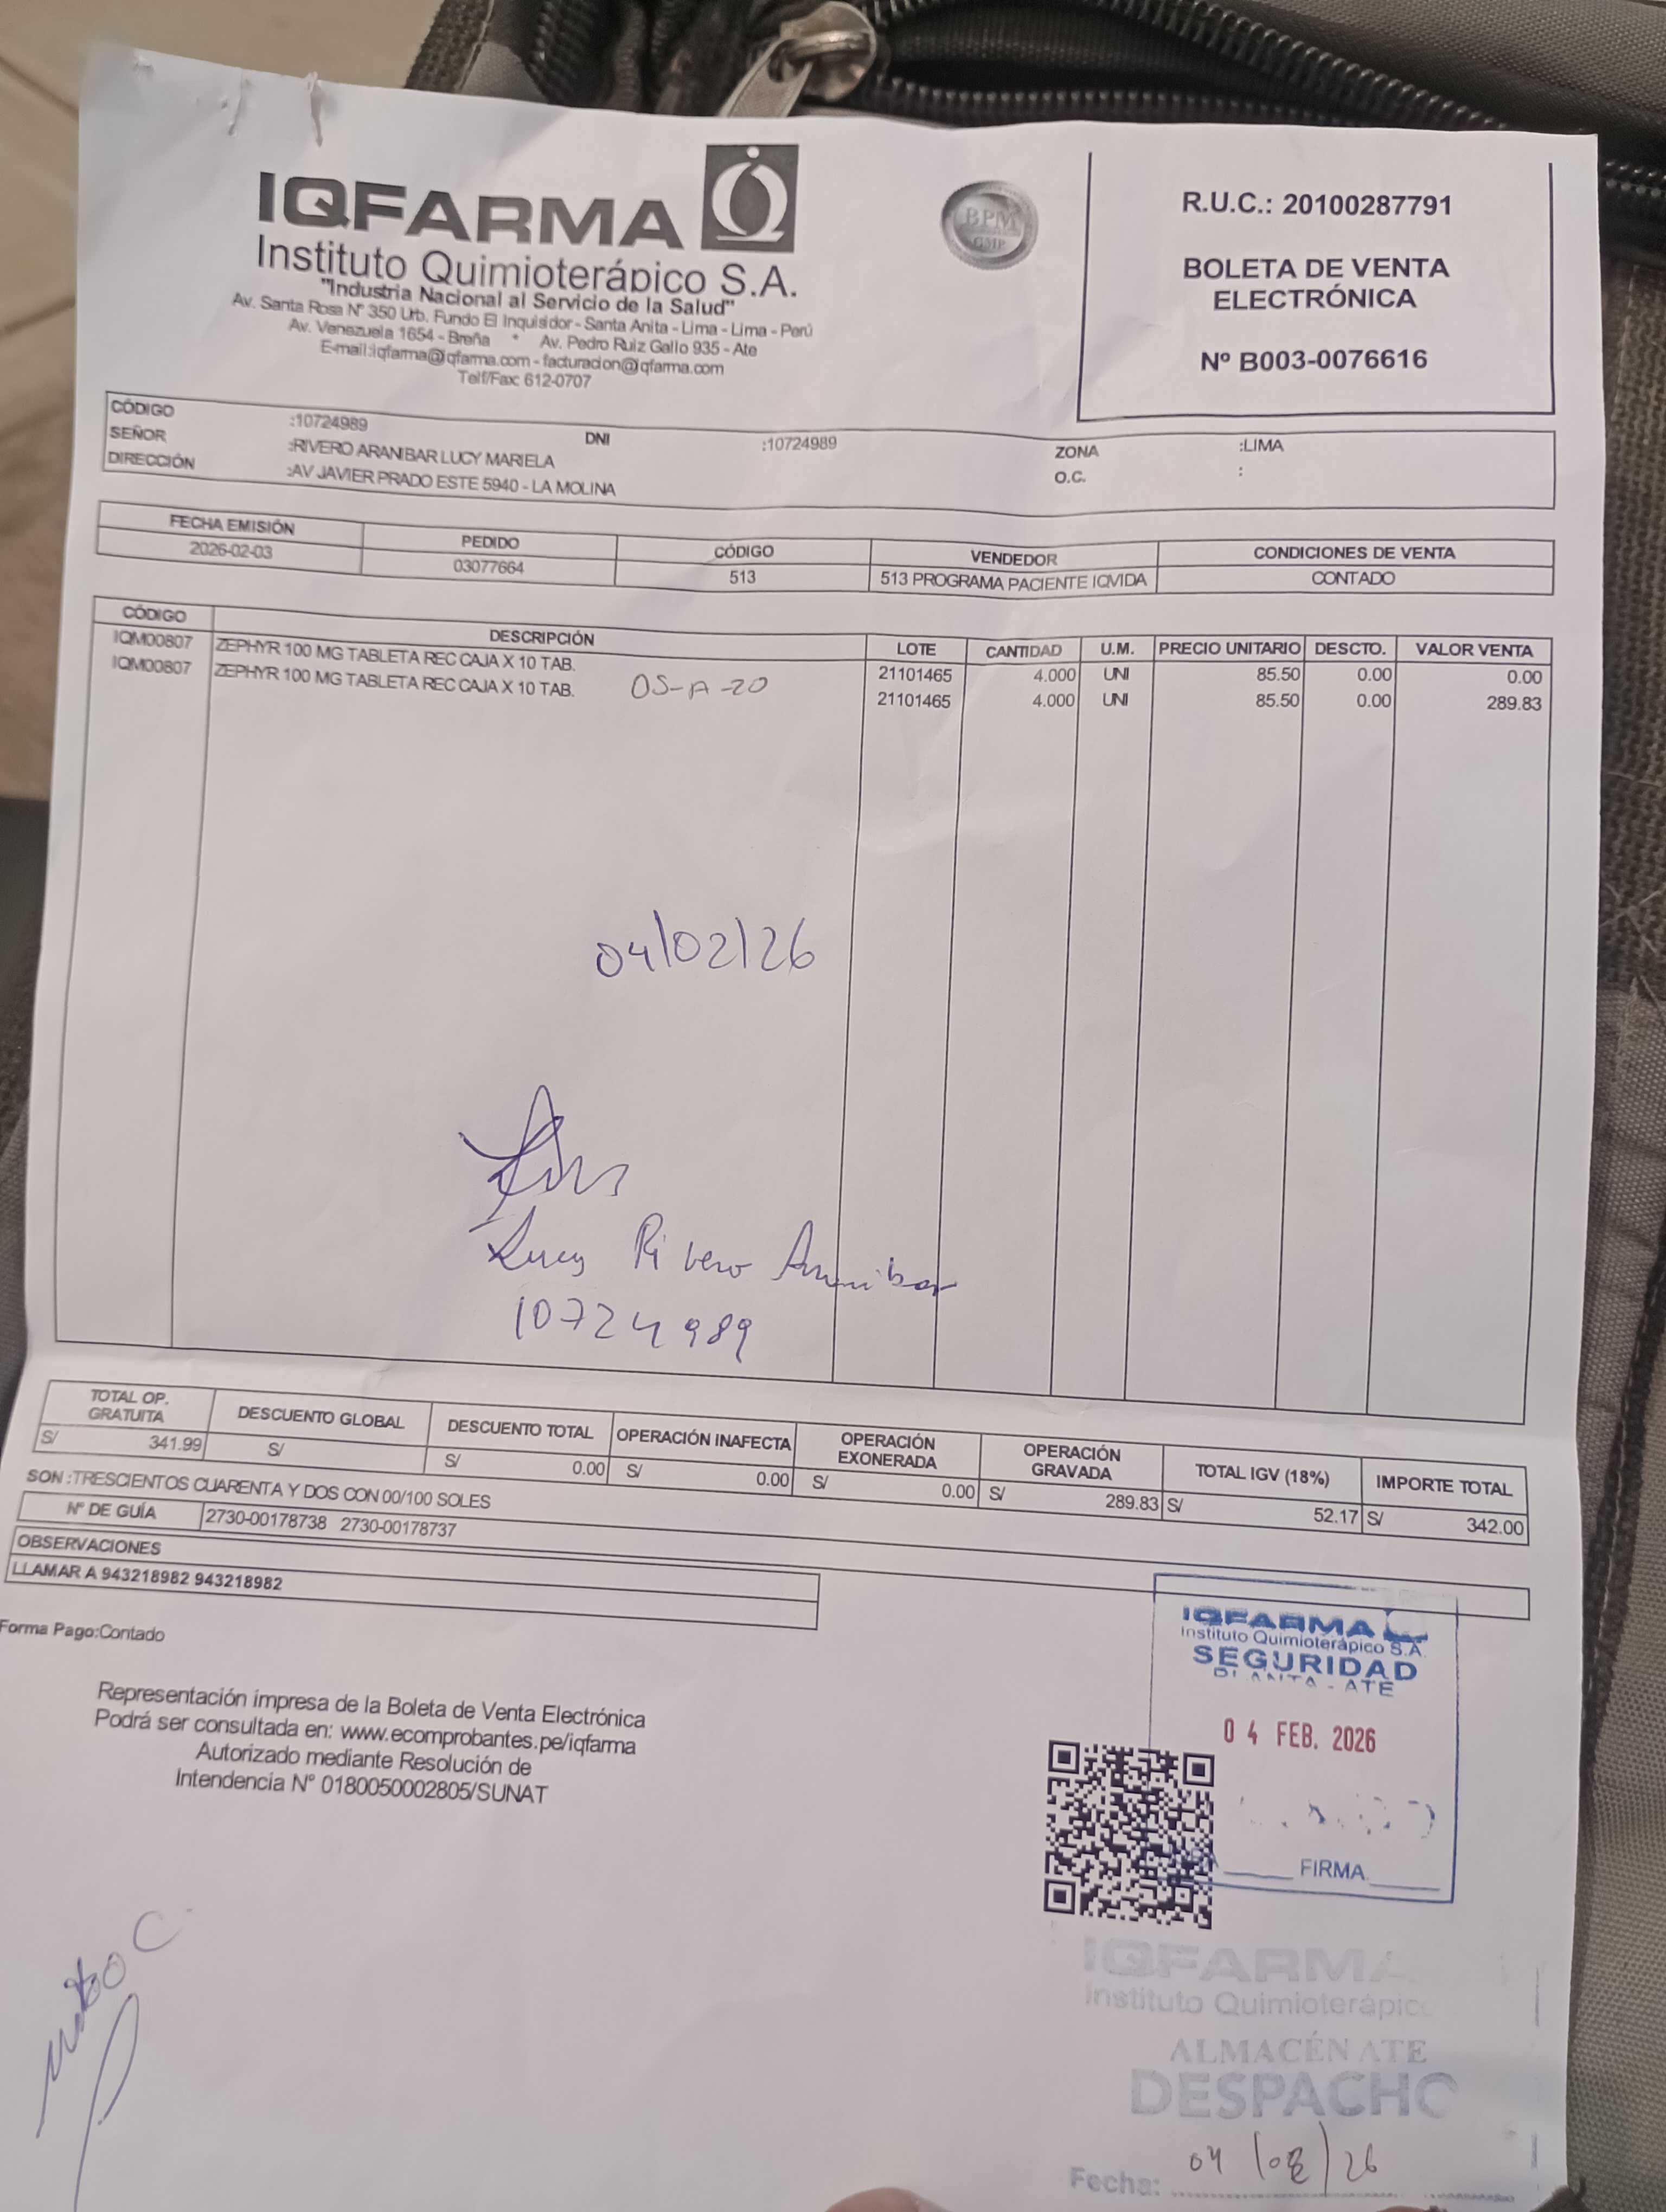 IQFARMA
Instituto Quimioterápico S.A.
"Industria Nacional al Servicio de la Salud"
Av. Santa Rosa N° 350 Urb. Fundo El Inquisidor - Santa Anita - Lima - Lima - Perú
Av. Venezuela 1654 - Breña * Av. Pedro Ruiz Gallo 935 - Ate
E-mail:iqfarma@iqfarma.com - facturacion@iqfarma.com
Telf/Fax: 612-0707
BPM
GMP
R.U.C.: 20100287791
BOLETA DE VENTA
ELECTRÓNICA
Nº B003-0076616
CÓDIGO :10724989 DNI :10724989 ZONA :LIMA
SEÑOR :RIVERO ARANIBAR LUCY MARIELA O.C. :
DIRECCIÓN :AV JAVIER PRADO ESTE 5940 - LA MOLINA
FECHA EMISIÓN PEDIDO CÓDIGO VENDEDOR CONDICIONES DE VENTA
2026-02-03 03077664 513 513 PROGRAMA PACIENTE IQVIDA CONTADO
CÓDIGO DESCRIPCIÓN LOTE CANTIDAD U.M. PRECIO UNITARIO DESCTO. VALOR VENTA
IQM00807 ZEPHYR 100 MG TABLETA REC CAJA X 10 TAB. 21101465 4.000 UNI 85.50 0.00 0.00
IQM00807 ZEPHYR 100 MG TABLETA REC CAJA X 10 TAB. OS-A-20 21101465 4.000 UNI 85.50 0.00 289.83
04/02/26
Lucy Rivero Aranibar
10724989
TOTAL OP. GRATUITA DESCUENTO GLOBAL DESCUENTO TOTAL OPERACIÓN INAFECTA OPERACIÓN EXONERADA OPERACIÓN GRAVADA TOTAL IGV (18%) IMPORTE TOTAL
S/ 341.99 S/ S/ 0.00 S/ 0.00 S/ 0.00 S/ 289.83 S/ 52.17 S/ 342.00
SON :TRESCIENTOS CUARENTA Y DOS CON 00/100 SOLES
N° DE GUÍA 2730-00178738 2730-00178737
OBSERVACIONES
LLAMAR A 943218982 943218982
Forma Pago:Contado
Representación impresa de la Boleta de Venta Electrónica
Podrá ser consultada en: www.ecomprobantes.pe/iqfarma
Autorizado mediante Resolución de
Intendencia N° 0180050002805/SUNAT
IQFARMA
Instituto Quimioterápico S.A.
SEGURIDAD
PLANTA - ATE
04 FEB. 2026
FIRMA
IQFARMA
Instituto Quimioterápico
ALMACÉN ATE
DESPACHO
Fecha: 04/02/26